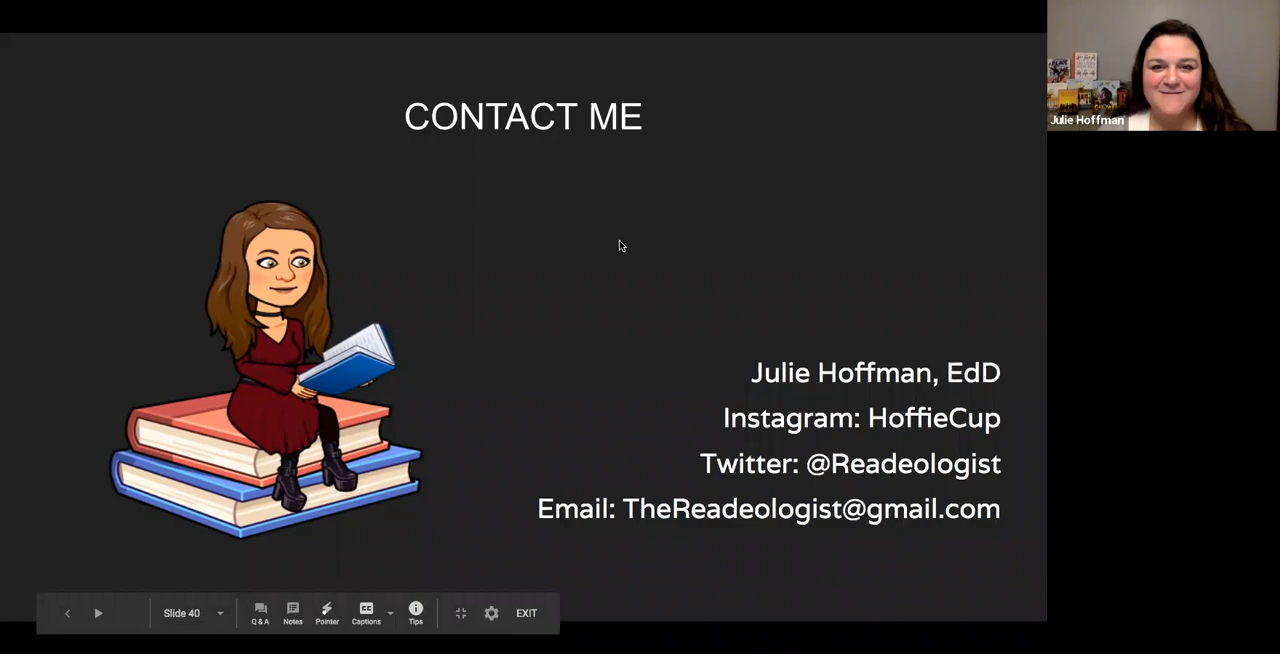 CONTACT ME
Julie Hoffman
Julie Hoffman, EdD
Instagram: HoffieCup
Twitter: @Readeologist
Email: TheReadeologist@gmail.com
Slide 40
Q & A
Notes
Pointer
CC
Captions
Tips
EXIT